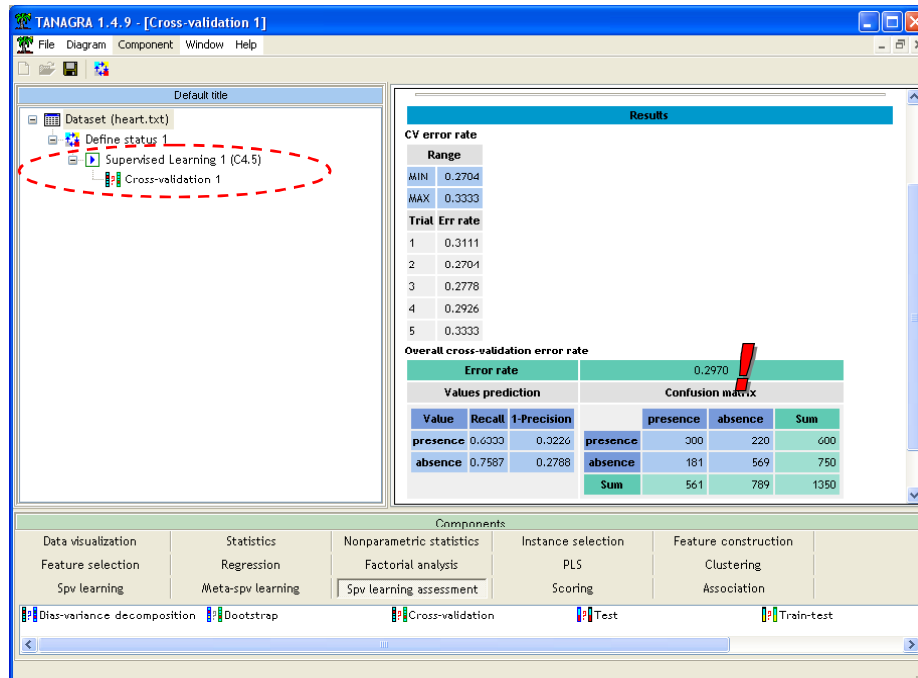 TANAGRA 1.4.9 - [Cross-validation 1]
File Diagram Component Window Help
Default title
Dataset (heart.txt)
Define status 1
Supervised Learning 1 (C4.5)
Cross-validation 1
Results
CV error rate
Range
MIN 0.2704
MAX 0.3333
Trial Err rate
1 0.3111
2 0.2704
3 0.2778
4 0.2926
5 0.3333
Overall cross-validation error rate
Error rate 0.2970
Values prediction Confusion matrix
Value Recall 1-Precision presence absence Sum
presence 0.6333 0.3226 presence 380 220 600
absence 0.7587 0.2788 absence 181 569 750
Sum 561 789 1350
!
Components
Data visualization Statistics Nonparametric statistics Instance selection Feature construction
Feature selection Regression Factorial analysis PLS Clustering
Spv learning Meta-spv learning Spv learning assessment Scoring Association
Bias-variance decomposition Bootstrap Cross-validation Test Train-test